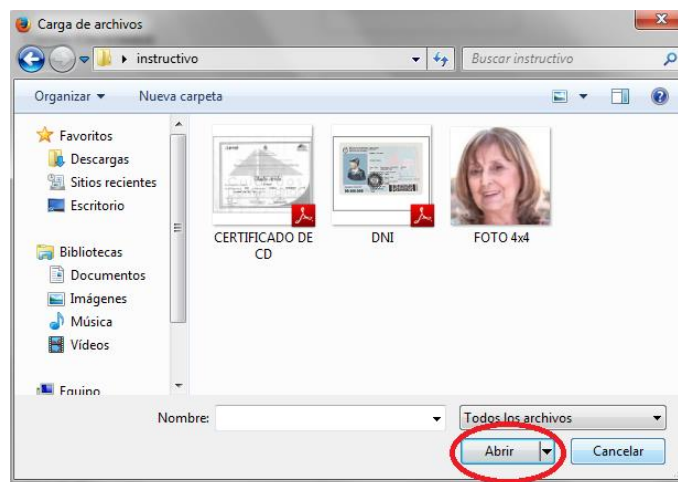 Carga de archivos
instructivo
Buscar instructivo
Organizar
Nueva carpeta
Favoritos
Descargas
Sitios recientes
Escritorio
Bibliotecas
Documentos
Imágenes
Música
Vídeos
Equipo
CERTIFICADO DE
CD
DNI
FOTO 4x4
Nombre:
Todos los archivos
Abrir
Cancelar